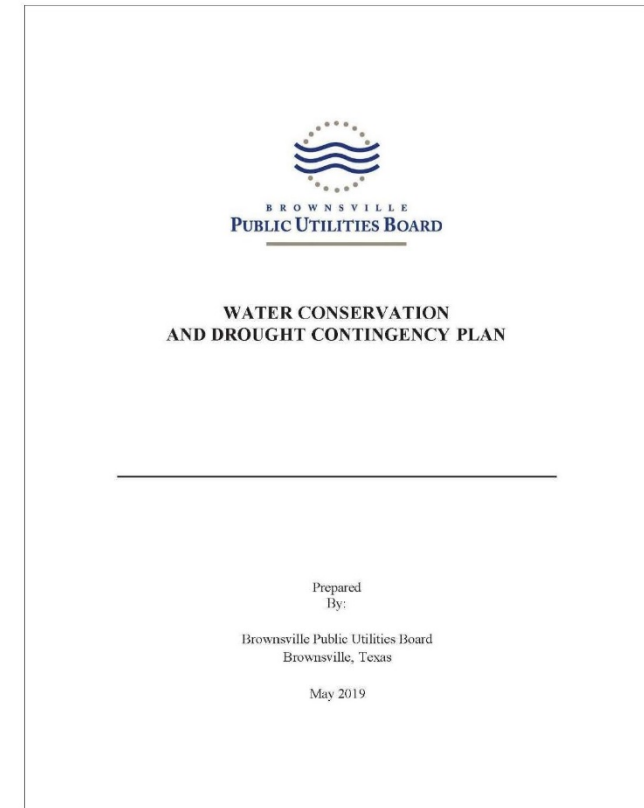 BROWNSVILLE
PUBLIC UTILITIES BOARD
WATER CONSERVATION
AND DROUGHT CONTINGENCY PLAN
Prepared
By:
Brownsville Public Utilities Board
Brownsville, Texas
May 2019